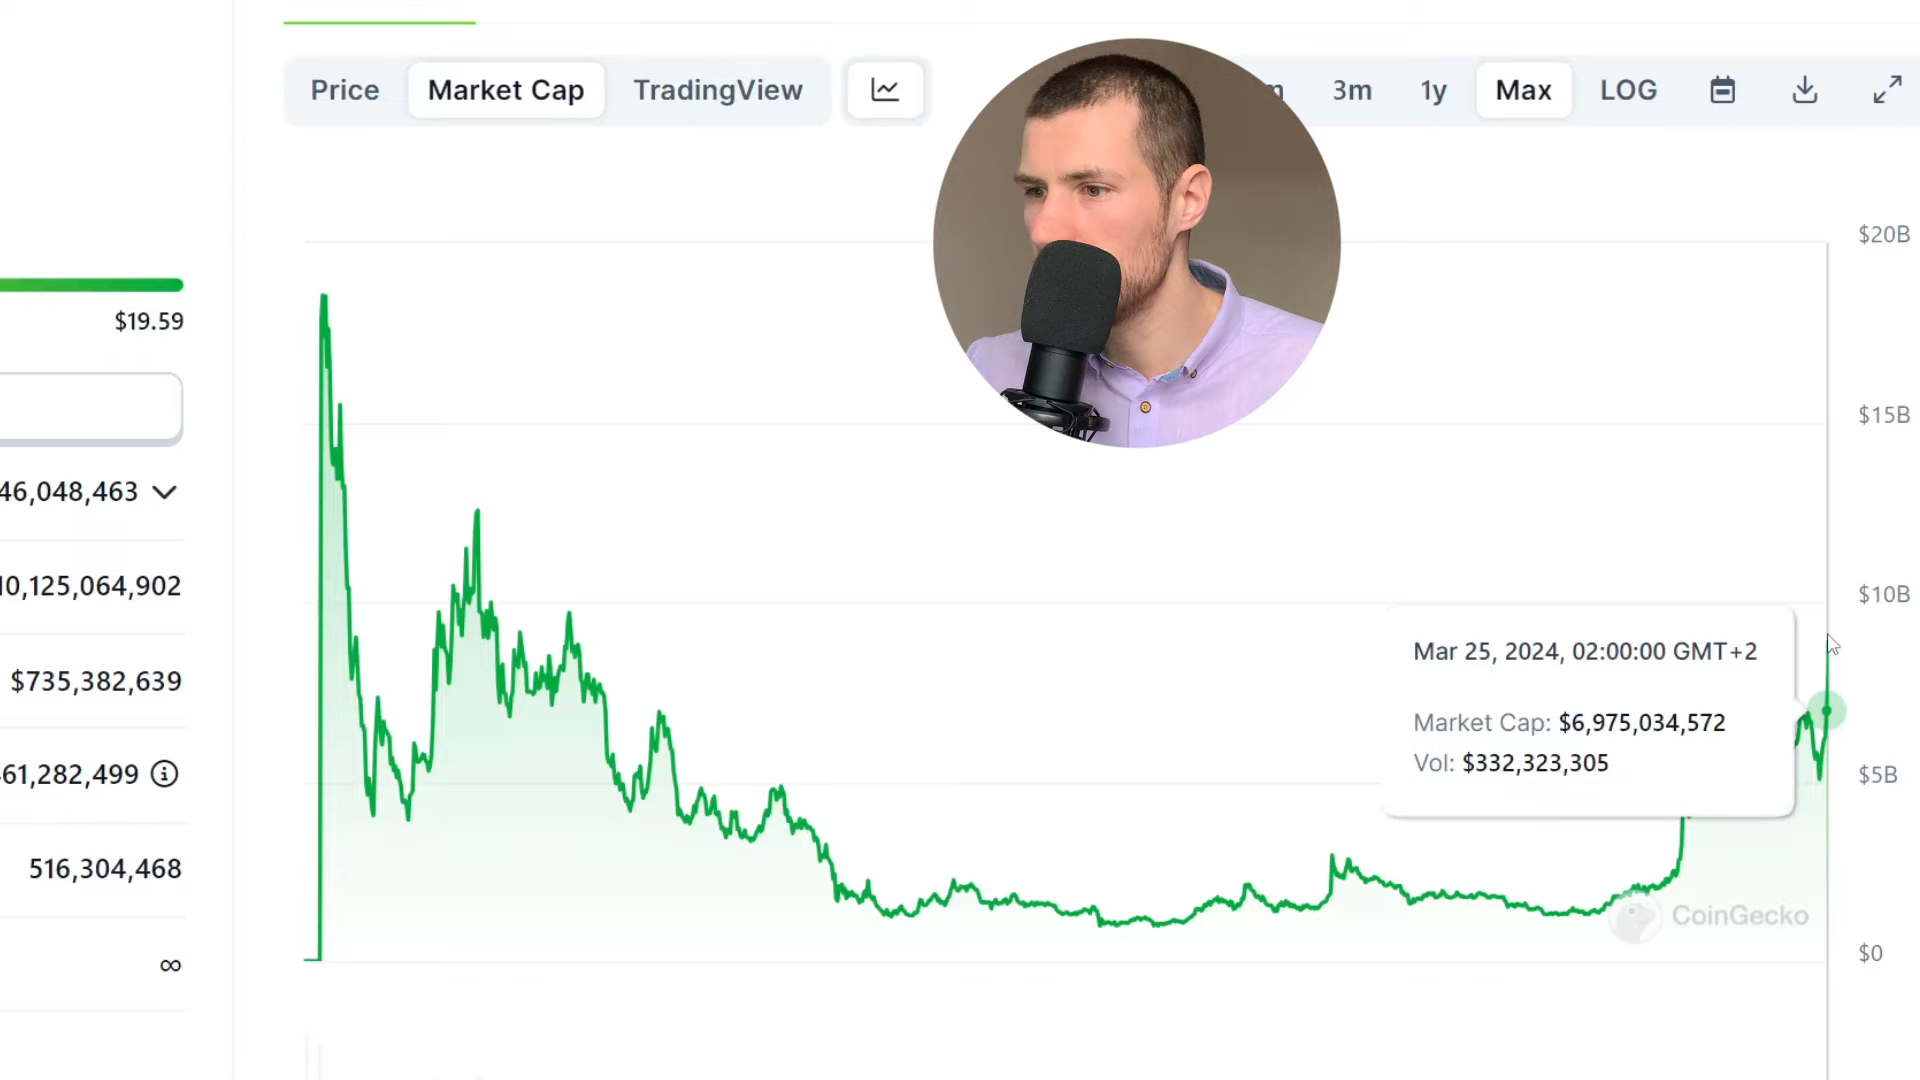 Price Market Cap TradingView 3m 1y Max LOG
$20B
$19.59
$15B
46,048,463
10,125,064,902
$10B
Mar 25, 2024, 02:00:00 GMT+2
$735,382,639
Market Cap: $6,975,034,572
Vol: $332,323,305
61,282,499
$5B
516,304,468
CoinGecko
$0
∞